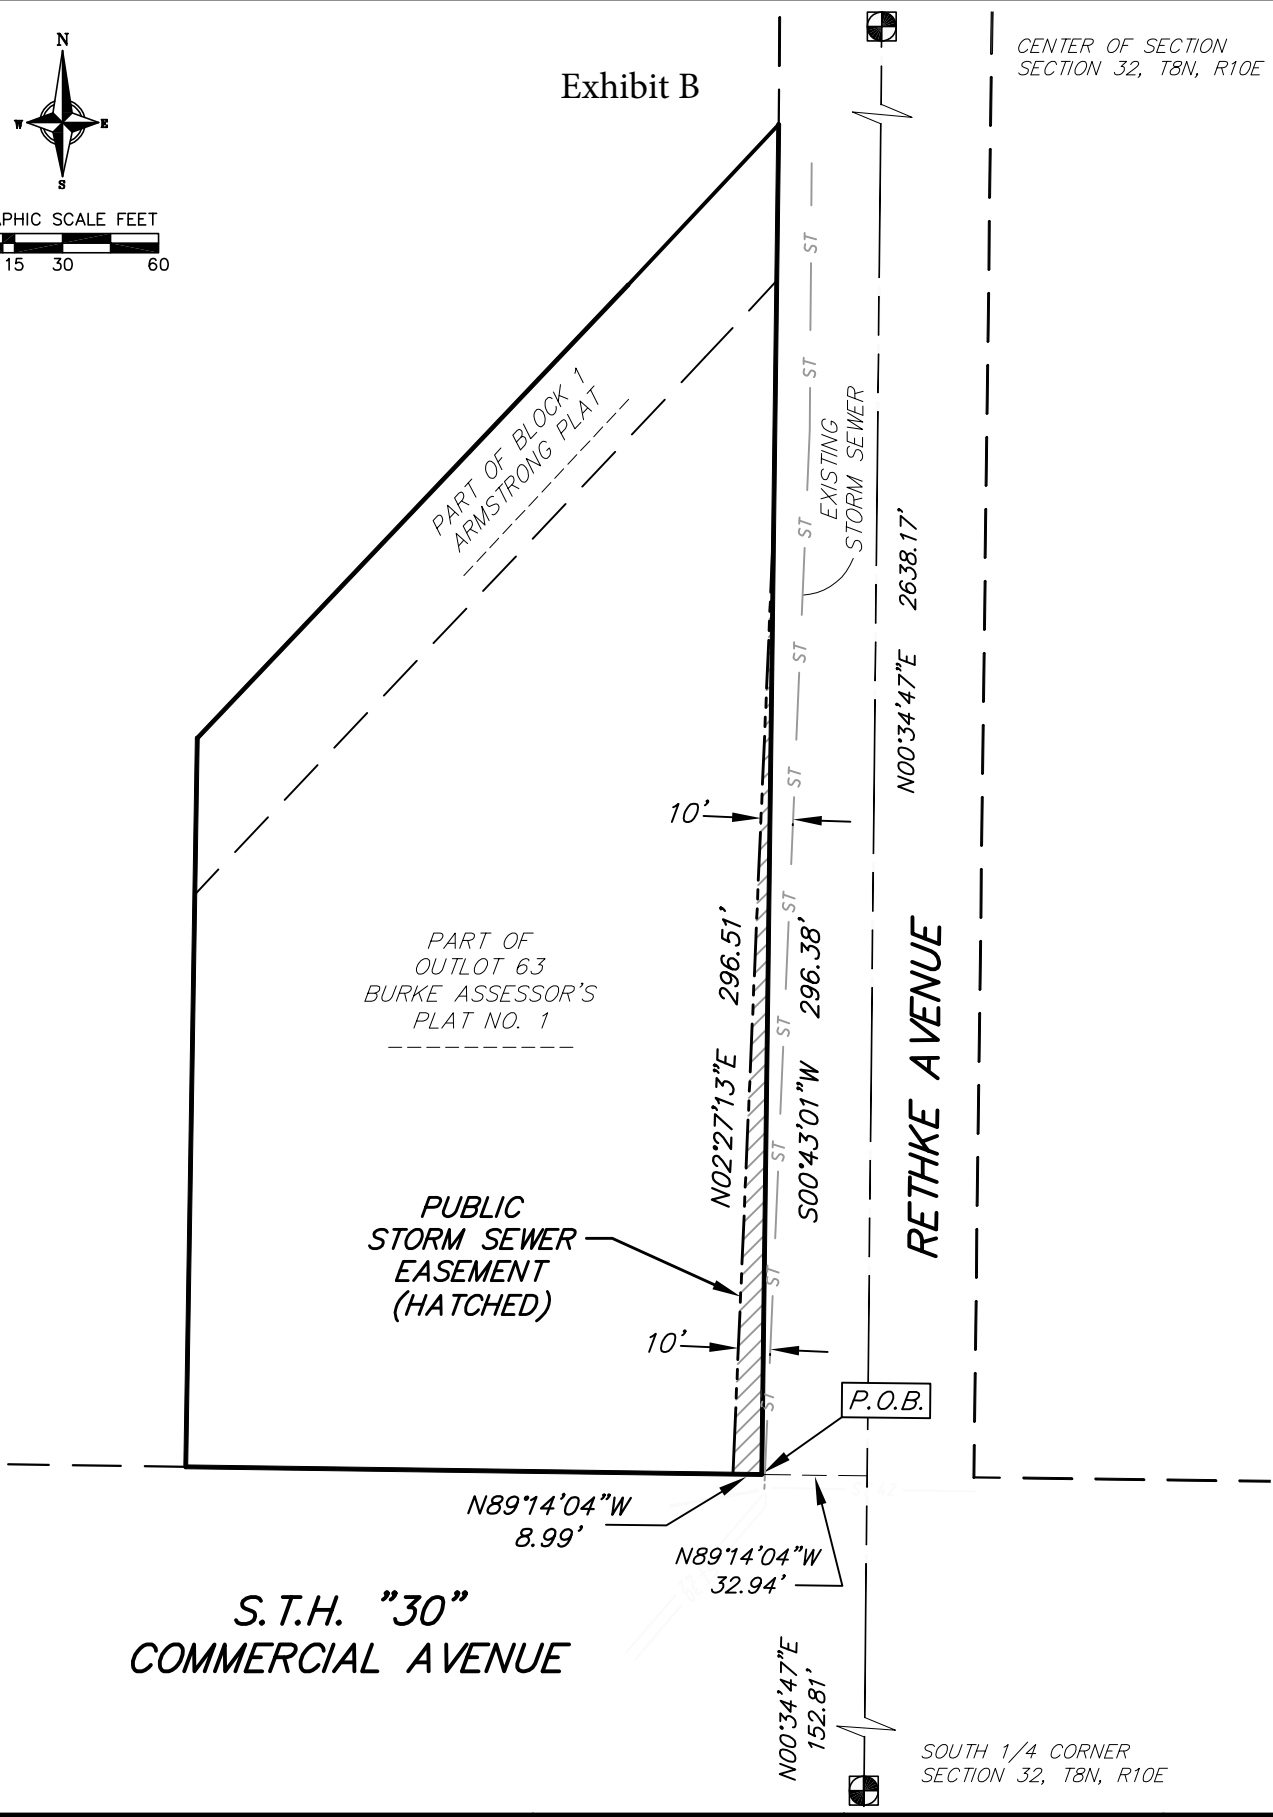 Exhibit B
CENTER OF SECTION
SECTION 32, T8N, R10E
N
W
E
S
APHIC SCALE FEET
15 30 60
PART OF BLOCK 1
ARMSTRONG PLAT
ST
ST
EXISTING
STORM SEWER
ST
N00°34'47"E 2638.17'
ST
ST
10'
ST
PART OF
OUTLOT 63
BURKE ASSESSOR'S
PLAT NO. 1
N02°27'13"E 296.51'
S00°43'01"W 296.38'
RETHKE AVENUE
ST
ST
PUBLIC
STORM SEWER
EASEMENT
(HATCHED)
ST
10'
ST
P.O.B.
N89°14'04"W
8.99'
N89°14'04"W
32.94'
S.T.H. "30"
COMMERCIAL AVENUE
N00°34'47"E
152.81'
SOUTH 1/4 CORNER
SECTION 32, T8N, R10E